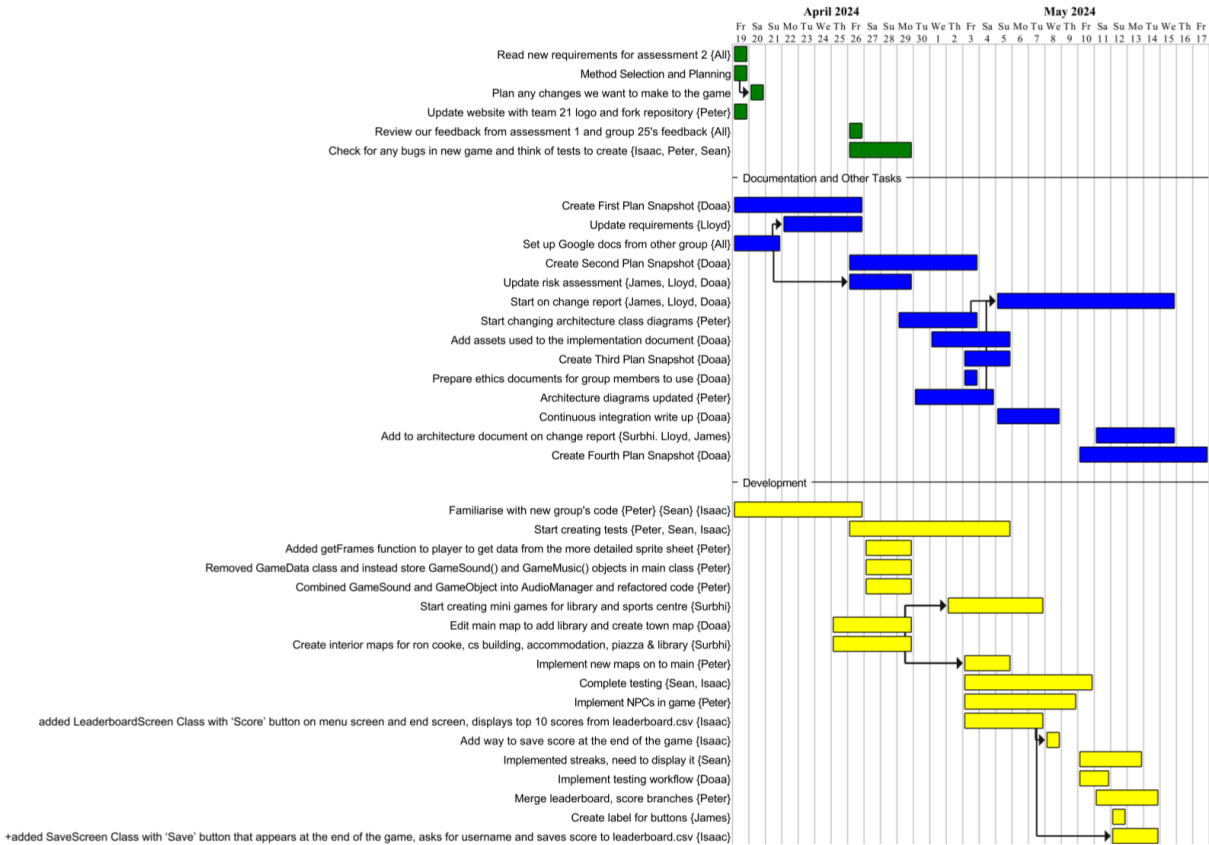 April 2024 May 2024
Fr Sa Su Mo Tu We Th Fr Sa Su Mo Tu We Th Fr Sa Su Mo Tu We Th Fr Sa Su Mo Tu We Th Fr
19 20 21 22 23 24 25 26 27 28 29 30 1 2 3 4 5 6 7 8 9 10 11 12 13 14 15 16 17
Read new requirements for assessment 2 {All}
Method Selection and Planning
Plan any changes we want to make to the game
Update website with team 21 logo and fork repository {Peter}
Review our feedback from assessment 1 and group 25's feedback {All}
Check for any bugs in new game and think of tests to create {Isaac, Peter, Sean}
Documentation and Other Tasks
Create First Plan Snapshot {Doaa}
Update requirements {Lloyd}
Set up Google docs from other group {All}
Create Second Plan Snapshot {Doaa}
Update risk assessment {James, Lloyd, Doaa}
Start on change report {James, Lloyd, Doaa}
Start changing architecture class diagrams {Peter}
Add assets used to the implementation document {Doaa}
Create Third Plan Snapshot {Doaa}
Prepare ethics documents for group members to use {Doaa}
Architecture diagrams updated {Peter}
Continuous integration write up {Doaa}
Add to architecture document on change report {Surbhi. Lloyd, James}
Create Fourth Plan Snapshot {Doaa}
Development
Familiarise with new group's code {Peter} {Sean} {Isaac}
Start creating tests {Peter, Sean, Isaac}
Added getFrames function to player to get data from the more detailed sprite sheet {Peter}
Removed GameData class and instead store GameSound() and GameMusic() objects in main class {Peter}
Combined GameSound and GameObject into AudioManager and refactored code {Peter}
Start creating mini games for library and sports centre {Surbhi}
Edit main map to add library and create town map {Doaa}
Create interior maps for ron cooke, cs building, accommodation, piazza & library {Surbhi}
Implement new maps on to main {Peter}
Complete testing {Sean, Isaac}
Implement NPCs in game {Peter}
added LeaderboardScreen Class with ‘Score’ button on menu screen and end screen, displays top 10 scores from leaderboard.csv {Isaac}
Add way to save score at the end of the game {Isaac}
Implemented streaks, need to display it {Sean}
Implement testing workflow {Doaa}
Merge leaderboard, score branches {Peter}
Create label for buttons {James}
+added SaveScreen Class with ‘Save’ button that appears at the end of the game, asks for username and saves score to leaderboard.csv {Isaac}